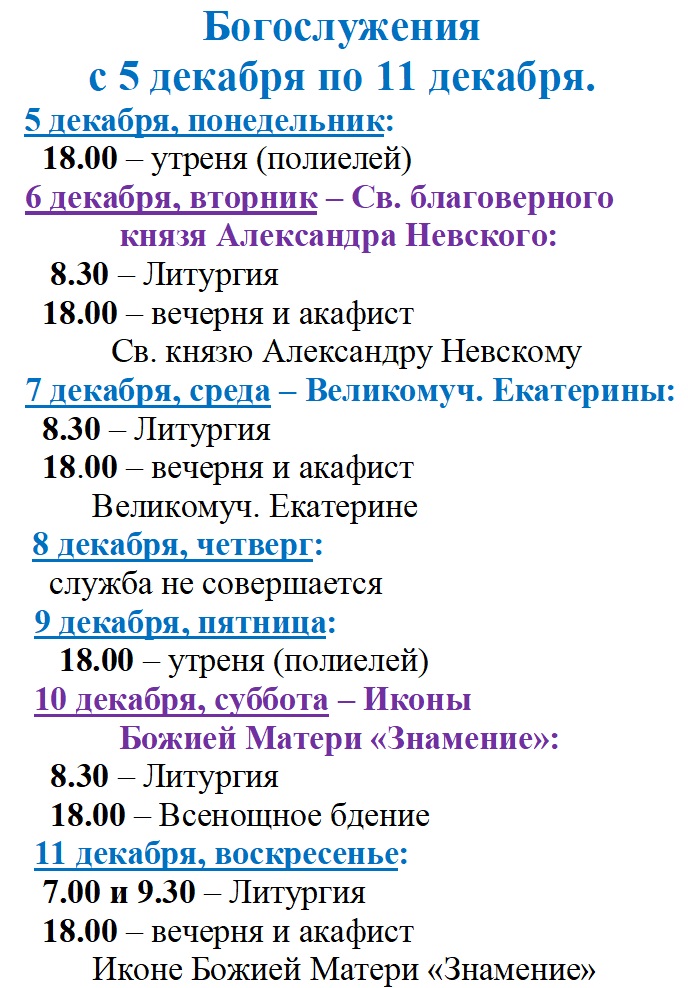 Богослужения
с 5 декабря по 11 декабря.
5 декабря, понедельник:
18.00 – утреня (полиелей)
6 декабря, вторник – Св. благоверного
князя Александра Невского:
8.30 – Литургия
18.00 – вечерня и акафист
Св. князю Александру Невскому
7 декабря, среда – Великомуч. Екатерины:
8.30 – Литургия
18.00 – вечерня и акафист
Великомуч. Екатерине
8 декабря, четверг:
служба не совершается
9 декабря, пятница:
18.00 – утреня (полиелей)
10 декабря, суббота – Иконы
Божией Матери «Знамение»:
8.30 – Литургия
18.00 – Всенощное бдение
11 декабря, воскресенье:
7.00 и 9.30 – Литургия
18.00 – вечерня и акафист
Иконе Божией Матери «Знамение»